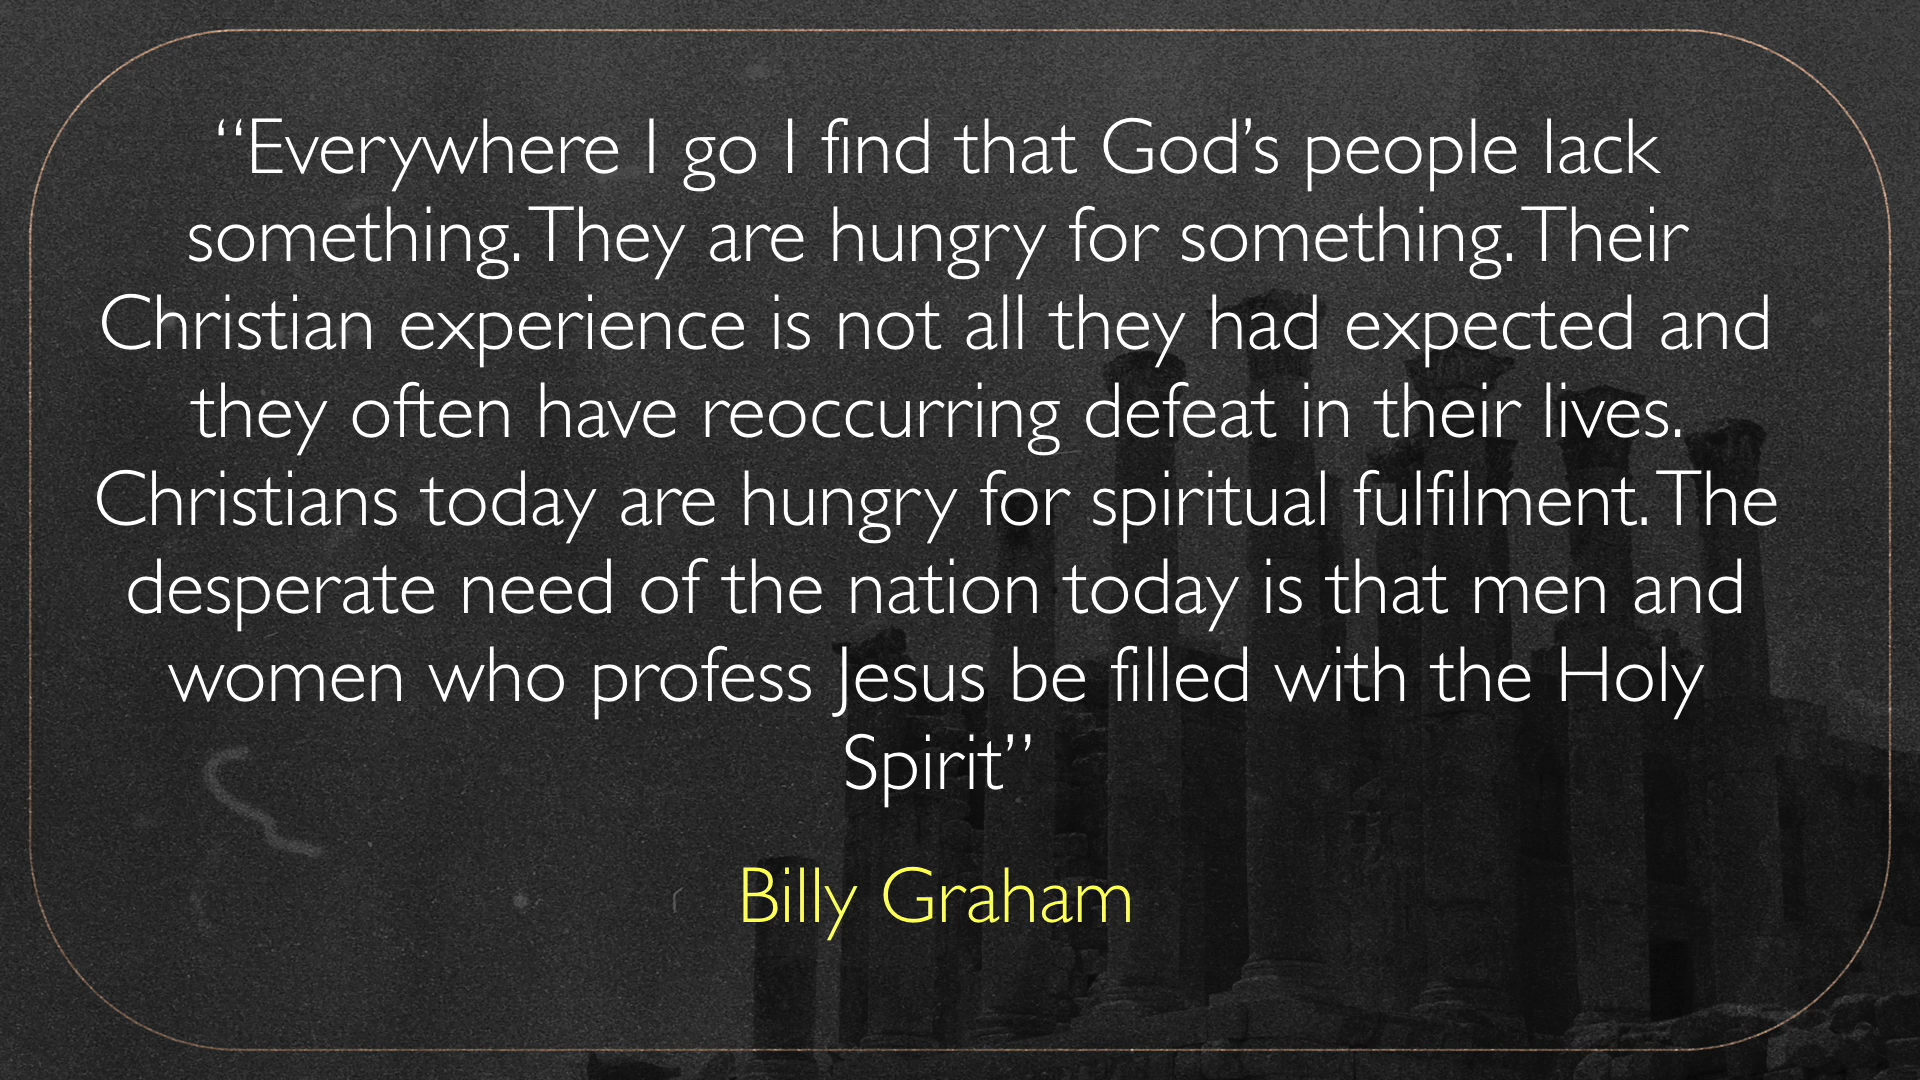 “Everywhere I go I find that God’s people lack
something. They are hungry for something. Their
Christian experience is not all they had expected and
they often have reoccurring defeat in their lives.
Christians today are hungry for spiritual fulfilment. The
desperate need of the nation today is that men and
women who profess Jesus be filled with the Holy
Spirit”
Billy Graham